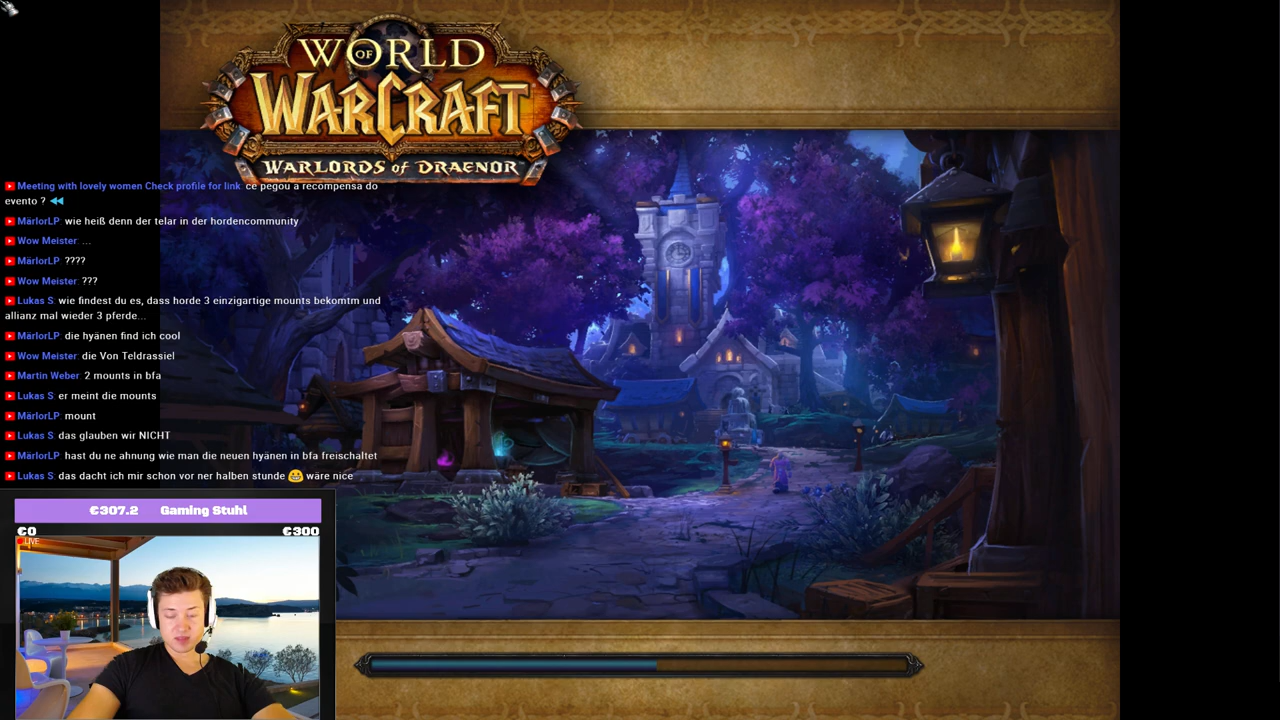 WORLD OF
WARCRAFT
WARLORDS OF DRAENOR
Meeting with lovely women Check profile for link ce pegou a recompensa do
evento ?
MärlorLP wie heiß denn der telar in der hordencommunity
Wow Meister: ...
MärlorLP ????
Wow Meister: ???
Lukas S: wie findest du es, dass horde 3 einzigartige mounts bekomtm und
allianz mal wieder 3 pferde...
MärlorLP die hyänen find ich cool
Wow Meister: die Von Teldrassiel
Martin Weber: 2 mounts in bfa
Lukas S: er meint die mounts
MärlorLP mount
Lukas S: das glauben wir NICHT
MärlorLP hast du ne ahnung wie man die neuen hyänen in bfa freischaltet
Lukas S: das dacht ich mir schon vor ner halben stunde 😀 wäre nice
€307.2 Gaming Stuhl
€0 €300
LIVE